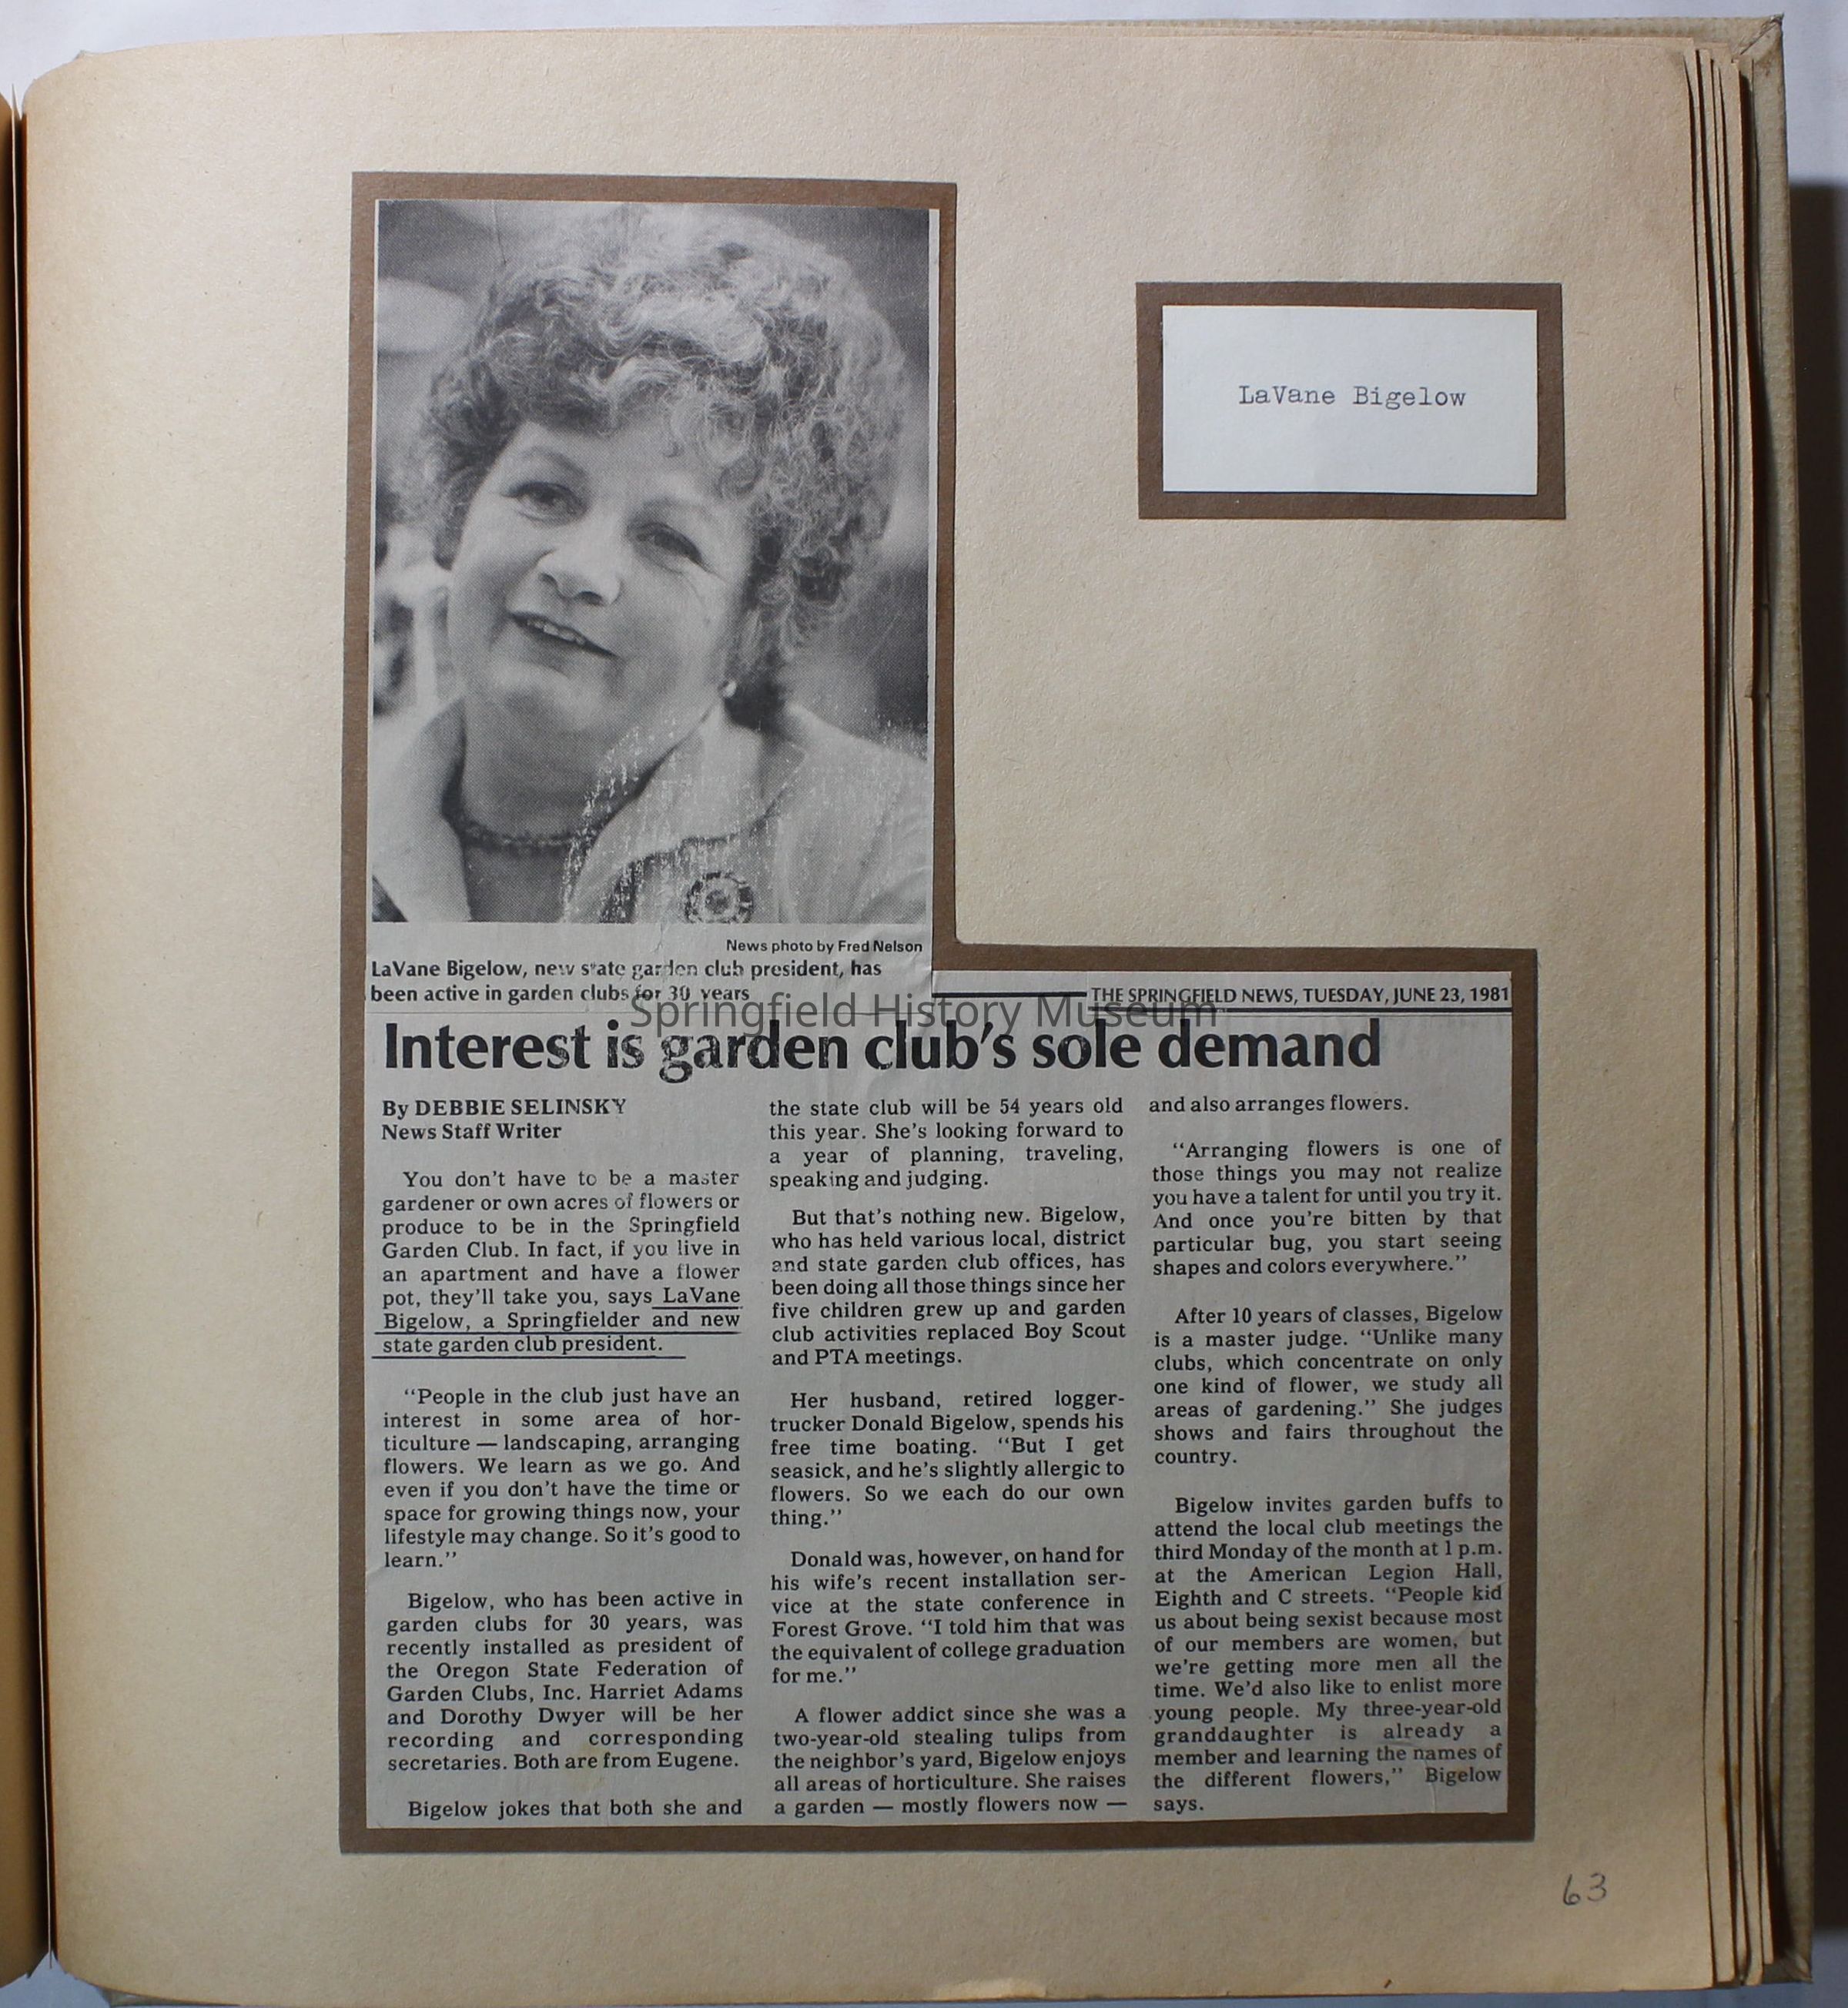 LaVane Bigelow
News photo by Fred Nelson
LaVane Bigelow, new state garden club president, has
been active in garden clubs for 30 years
THE SPRINGFIELD NEWS, TUESDAY, JUNE 23, 1981
Springfield History Museum
Interest is garden club's sole demand
By DEBBIE SELINSKY
News Staff Writer
You don't have to be a master
gardener or own acres of flowers or
produce to be in the Springfield
Garden Club. In fact, if you live in
an apartment and have a flower
pot, they'll take you, says LaVane
Bigelow, a Springfielder and new
state garden club president.
"People in the club just have an
interest in some area of hor-
ticulture — landscaping, arranging
flowers. We learn as we go. And
even if you don't have the time or
space for growing things now, your
lifestyle may change. So it's good to
learn."
Bigelow, who has been active in
garden clubs for 30 years, was
recently installed as president of
the Oregon State Federation of
Garden Clubs, Inc. Harriet Adams
and Dorothy Dwyer will be her
recording and corresponding
secretaries. Both are from Eugene.
Bigelow jokes that both she and
the state club will be 54 years old
this year. She's looking forward to
a year of planning, traveling,
speaking and judging.
But that's nothing new. Bigelow,
who has held various local, district
and state garden club offices, has
been doing all those things since her
five children grew up and garden
club activities replaced Boy Scout
and PTA meetings.
Her husband, retired logger-
trucker Donald Bigelow, spends his
free time boating. "But I get
seasick, and he's slightly allergic to
flowers. So we each do our own
thing."
Donald was, however, on hand for
his wife's recent installation ser-
vice at the state conference in
Forest Grove. "I told him that was
the equivalent of college graduation
for me."
A flower addict since she was a
two-year-old stealing tulips from
the neighbor's yard, Bigelow enjoys
all areas of horticulture. She raises
a garden — mostly flowers now —
and also arranges flowers.
"Arranging flowers is one of
those things you may not realize
you have a talent for until you try it.
And once you're bitten by that
particular bug, you start seeing
shapes and colors everywhere."
After 10 years of classes, Bigelow
is a master judge. "Unlike many
clubs, which concentrate on only
one kind of flower, we study all
areas of gardening." She judges
shows and fairs throughout the
country.
Bigelow invites garden buffs to
attend the local club meetings the
third Monday of the month at 1 p.m.
at the American Legion Hall,
Eighth and C streets. "People kid
us about being sexist because most
of our members are women, but
we're getting more men all the
time. We'd also like to enlist more
young people. My three-year-old
granddaughter is already a
member and learning the names of
the different flowers," Bigelow
says.
63